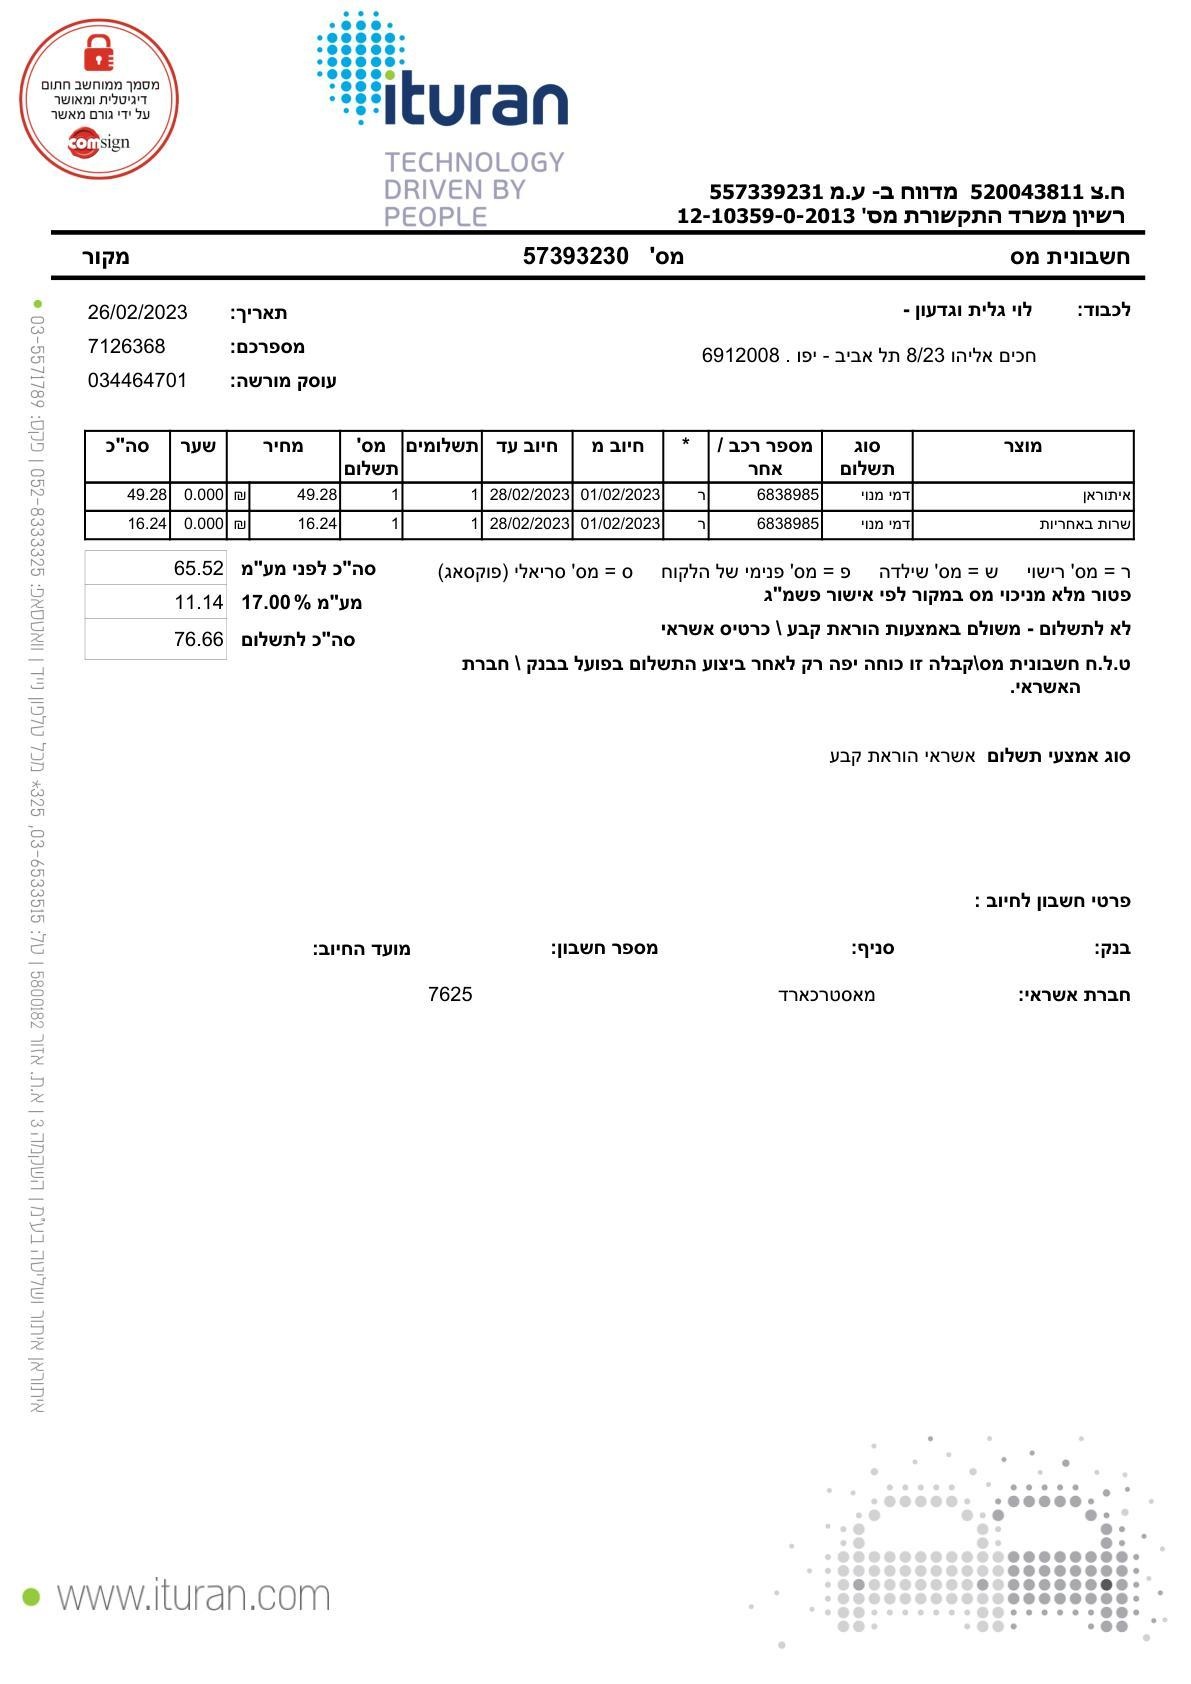 מסמך ממוחשב חתום
דיגיטלית ומאושר
על ידי גורם מאשר
comsign
ituran
TECHNOLOGY
DRIVEN BY
PEOPLE
ח.צ 520043811 מדווח ב- ע.מ 557339231
רשיון משרד התקשורת מס' 12-10359-0-2013
חשבונית מס מס' 57393230 מקור
לכבוד: לוי גלית וגדעון -
חכים אליהו 8/23 תל אביב - יפו . 6912008
תאריך: 26/02/2023
מספרכם: 7126368
עוסק מורשה: 034464701
מוצר סוג תשלום מספר רכב / אחר * חיוב מ חיוב עד תשלומים מס' תשלום מחיר שער סה"כ
איתוראן דמי מנוי 6838985 ר 01/02/2023 28/02/2023 1 1 49.28 ₪ 0.000 49.28
שרות באחריות דמי מנוי 6838985 ר 01/02/2023 28/02/2023 1 1 16.24 ₪ 0.000 16.24
סה"כ לפני מע"מ 65.52
מע"מ 17.00% 11.14
סה"כ לתשלום 76.66
ר = מס' רישוי ש = מס' שילדה פ = מס' פנימי של הלקוח ס = מס' סריאלי (פוקסאג)
פטור מלא מניכוי מס במקור לפי אישור פשמ"ג
לא לתשלום - משולם באמצעות הוראת קבע \ כרטיס אשראי
ט.ל.ח חשבונית מס\קבלה זו כוחה יפה רק לאחר ביצוע התשלום בפועל בבנק \ חברת
האשראי.
סוג אמצעי תשלום אשראי הוראת קבע
פרטי חשבון לחיוב :
בנק: סניף: מספר חשבון: מועד החיוב:
חברת אשראי: מאסטרכארד 7625
איתוראן איתור ושליטה בע"מ | השקמה 3 | א.ת. אזור 5800182 | טל: 03-6533515, 325* מכל טלפון נייד | וואטסאפ: 052-8333325 | פקס: 03-5571789
www.ituran.com